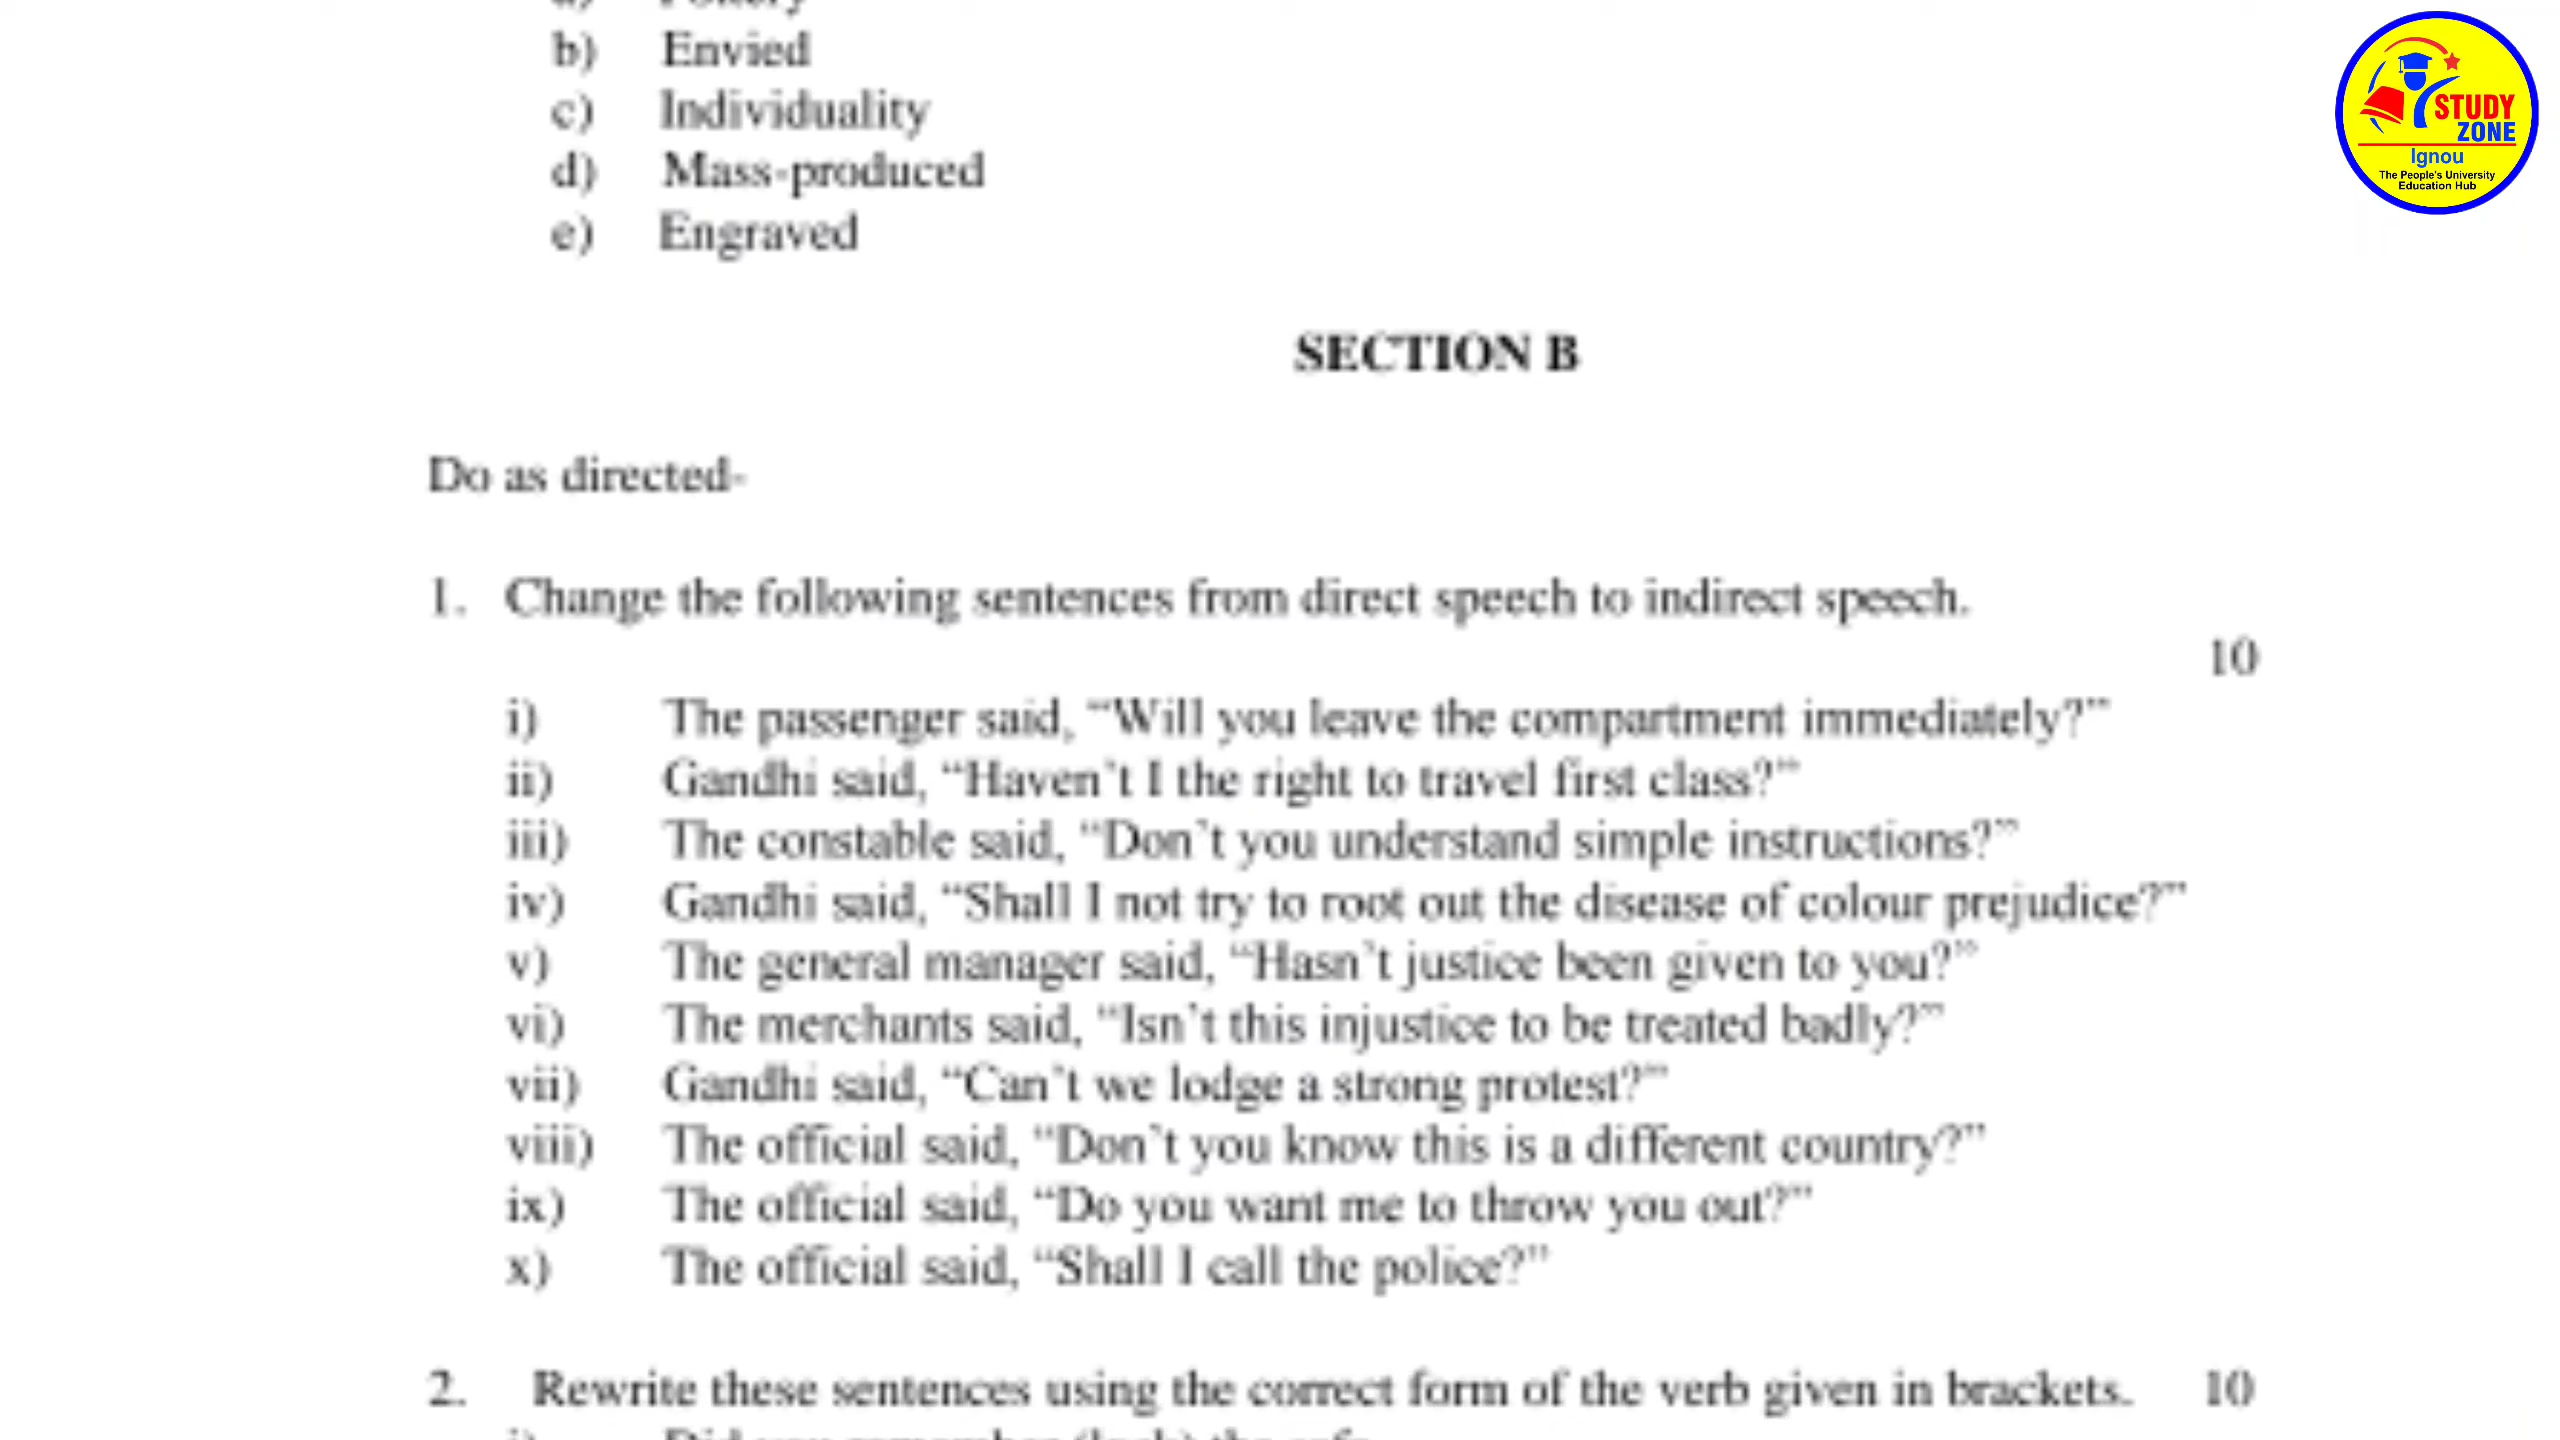 b) Envied
c) Individuality
d) Mass-produced
e) Engraved
STUDY
ZONE
Ignou
The People's University
Education Hub
SECTION B
Do as directed-
1. Change the following sentences from direct speech to indirect speech.
10
i) The passenger said, “Will you leave the compartment immediately?”
ii) Gandhi said, “Haven’t I the right to travel first class?”
iii) The constable said, “Don’t you understand simple instructions?”
iv) Gandhi said, “Shall I not try to root out the disease of colour prejudice?”
v) The general manager said, “Hasn’t justice been given to you?”
vi) The merchants said, “Isn’t this injustice to be treated badly?”
vii) Gandhi said, “Can’t we lodge a strong protest?”
viii) The official said, “Don’t you know this is a different country?”
ix) The official said, “Do you want me to throw you out?”
x) The official said, “Shall I call the police?”
2. Rewrite these sentences using the correct form of the verb given in brackets. 10